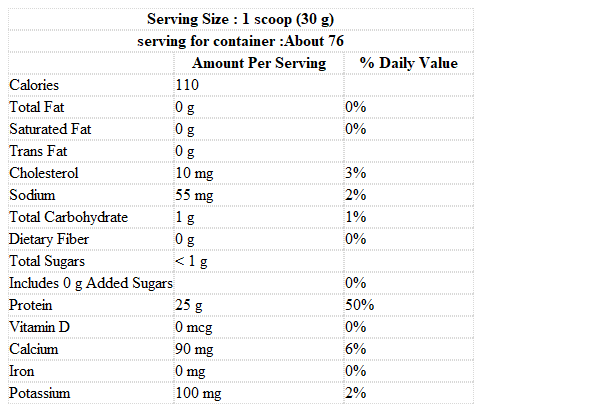 Serving Size : 1 scoop (30 g)
serving for container :About 76
Amount Per Serving % Daily Value
Calories 110
Total Fat 0 g 0%
Saturated Fat 0 g 0%
Trans Fat 0 g
Cholesterol 10 mg 3%
Sodium 55 mg 2%
Total Carbohydrate 1 g 1%
Dietary Fiber 0 g 0%
Total Sugars < 1 g
Includes 0 g Added Sugars 0%
Protein 25 g 50%
Vitamin D 0 mcg 0%
Calcium 90 mg 6%
Iron 0 mg 0%
Potassium 100 mg 2%